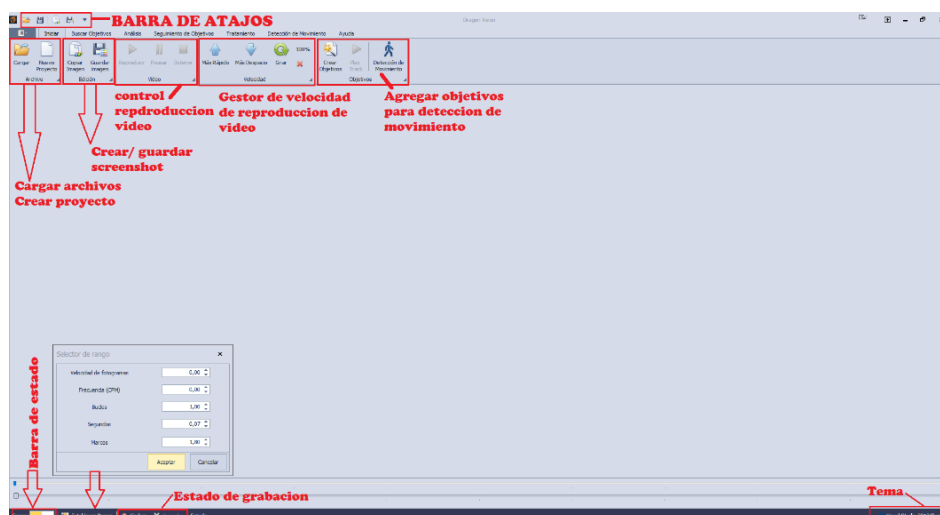 BARRA DE ATAJOS
Iniciar Buscar Objetivos Análisis Seguimiento de Objetivos Tratamiento Detección de Movimiento Ayuda
Cargar Nuevo Proyecto Copiar Imagen Guardar Imagen Reproducir Pausar Detener Más Rápido Más Despacio Girar 100% Crear Objetivos Play Track Detección de Movimiento
Archivo Edición Video Velocidad Objetivos
control
repdroduccion
video
Gestor de velocidad
de reproduccion de
video
Agregar objetivos
para deteccion de
movimiento
Crear/ guardar
screenshot
Cargar archivos
Crear proyecto
Selector de rango
Velocidad de fotogramas 0,00
Frecuencia (CPM) 0,00
Bucles 1,00
Segundos 0,07
Marcos 1,00
Aceptar Cancelar
Barra de estado
Estado de grabacion
Tema